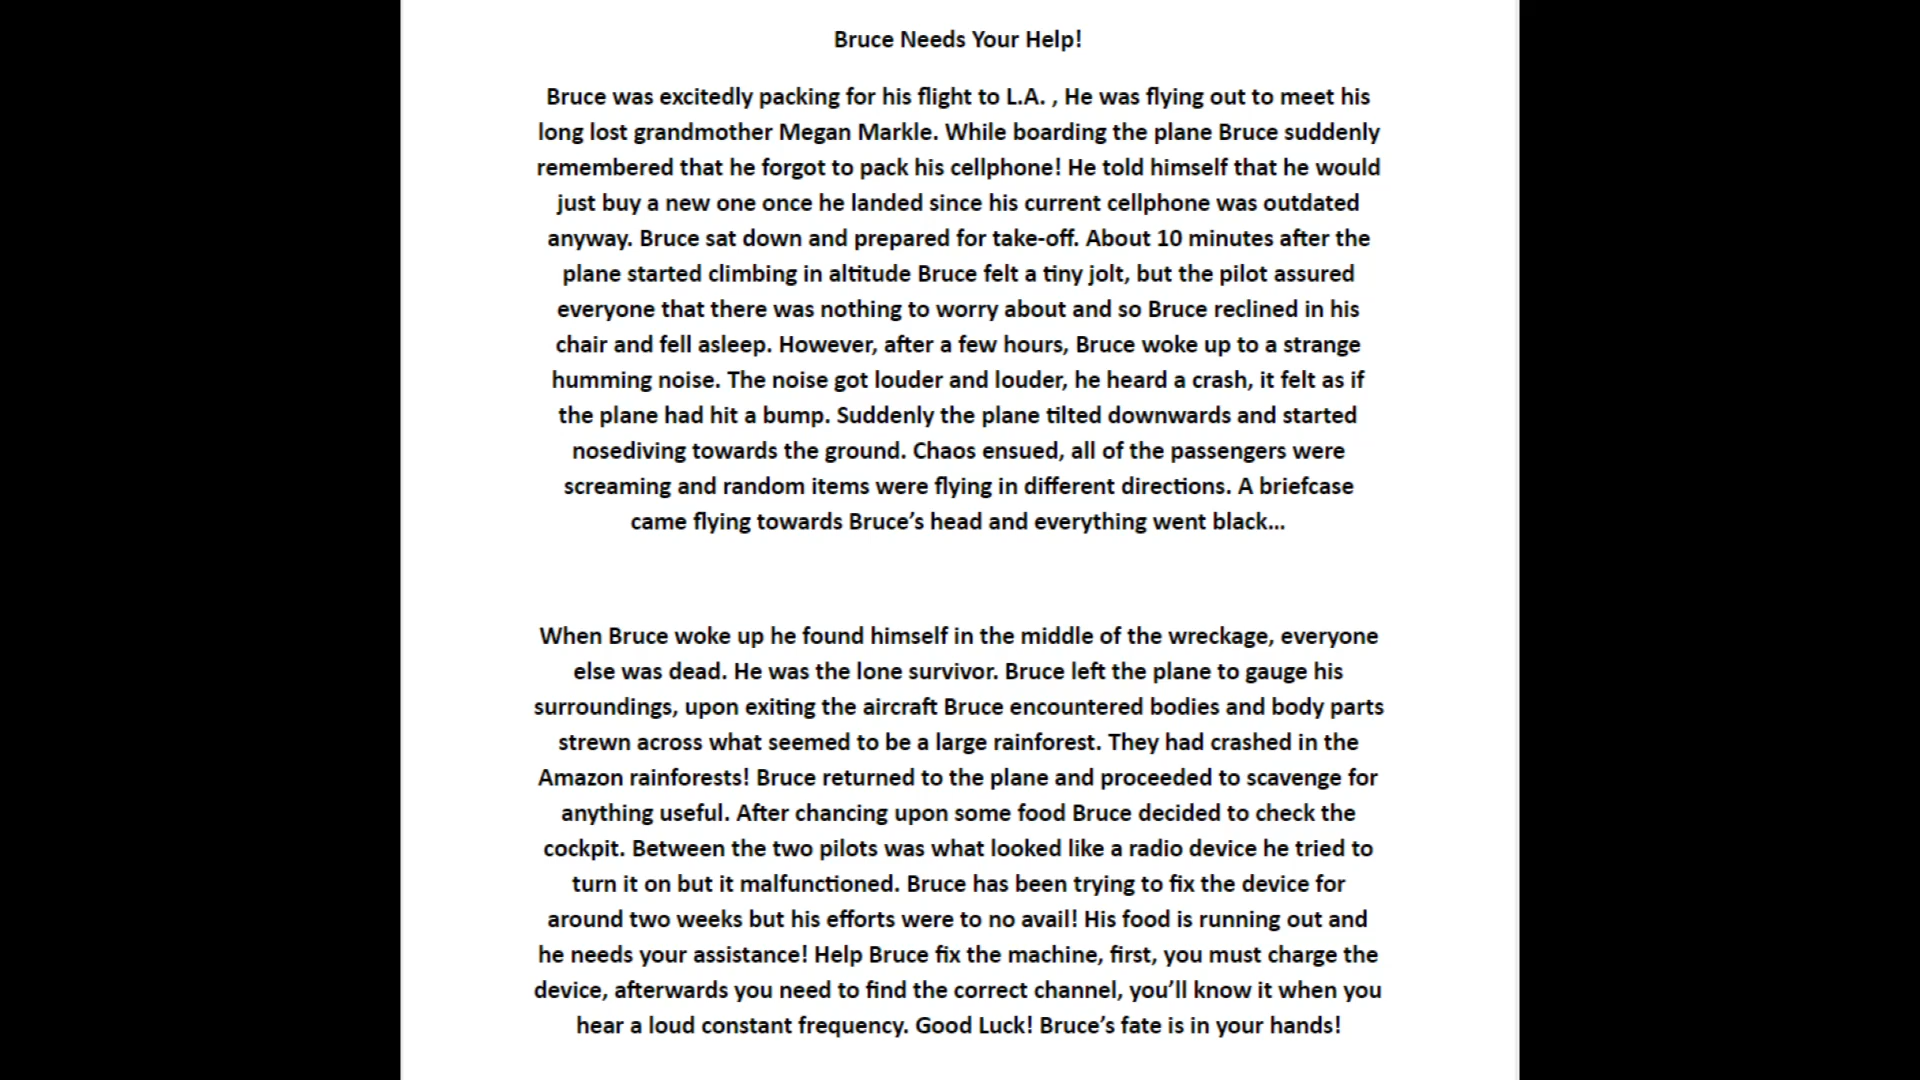 Bruce Needs Your Help!
Bruce was excitedly packing for his flight to L.A. , He was flying out to meet his
long lost grandmother Megan Markle. While boarding the plane Bruce suddenly
remembered that he forgot to pack his cellphone! He told himself that he would
just buy a new one once he landed since his current cellphone was outdated
anyway. Bruce sat down and prepared for take-off. About 10 minutes after the
plane started climbing in altitude Bruce felt a tiny jolt, but the pilot assured
everyone that there was nothing to worry about and so Bruce reclined in his
chair and fell asleep. However, after a few hours, Bruce woke up to a strange
humming noise. The noise got louder and louder, he heard a crash, it felt as if
the plane had hit a bump. Suddenly the plane tilted downwards and started
nosediving towards the ground. Chaos ensued, all of the passengers were
screaming and random items were flying in different directions. A briefcase
came flying towards Bruce’s head and everything went black...
When Bruce woke up he found himself in the middle of the wreckage, everyone
else was dead. He was the lone survivor. Bruce left the plane to gauge his
surroundings, upon exiting the aircraft Bruce encountered bodies and body parts
strewn across what seemed to be a large rainforest. They had crashed in the
Amazon rainforests! Bruce returned to the plane and proceeded to scavenge for
anything useful. After chancing upon some food Bruce decided to check the
cockpit. Between the two pilots was what looked like a radio device he tried to
turn it on but it malfunctioned. Bruce has been trying to fix the device for
around two weeks but his efforts were to no avail! His food is running out and
he needs your assistance! Help Bruce fix the machine, first, you must charge the
device, afterwards you need to find the correct channel, you’ll know it when you
hear a loud constant frequency. Good Luck! Bruce’s fate is in your hands!